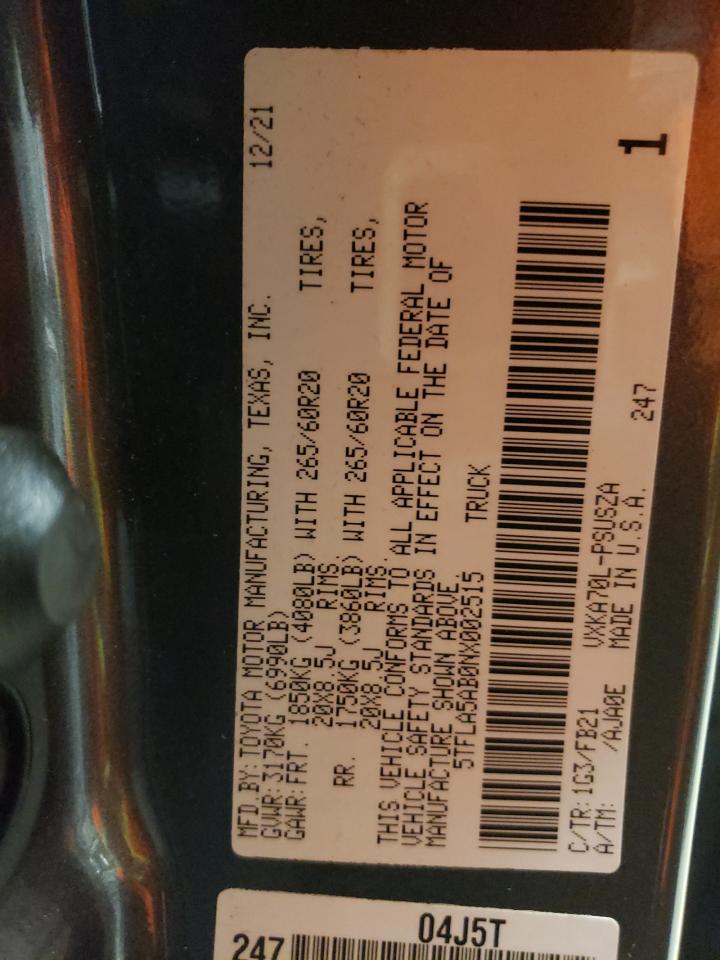 MFD BY: TOYOTA MOTOR MANUFACTURING, TEXAS, INC. 12/21
GVWR: 3170KG (6990LB)
GAWR: FRT. 1850KG (4080LB) WITH 265/60R20 TIRES,
20X8.5J RIMS.
RR. 1750KG (3860LB) WITH 265/60R20 TIRES,
20X8.5J RIMS.
THIS VEHICLE CONFORMS TO ALL APPLICABLE FEDERAL MOTOR
VEHICLE SAFETY STANDARDS IN EFFECT ON THE DATE OF
MANUFACTURE SHOWN ABOVE.
5TFLA5AB0NX002515 TRUCK
C/TR: 1G3/FB21 VXKA70L-PSUSZA 247 1
A/TM: /AJA0E MADE IN U.S.A.
04J5T
247